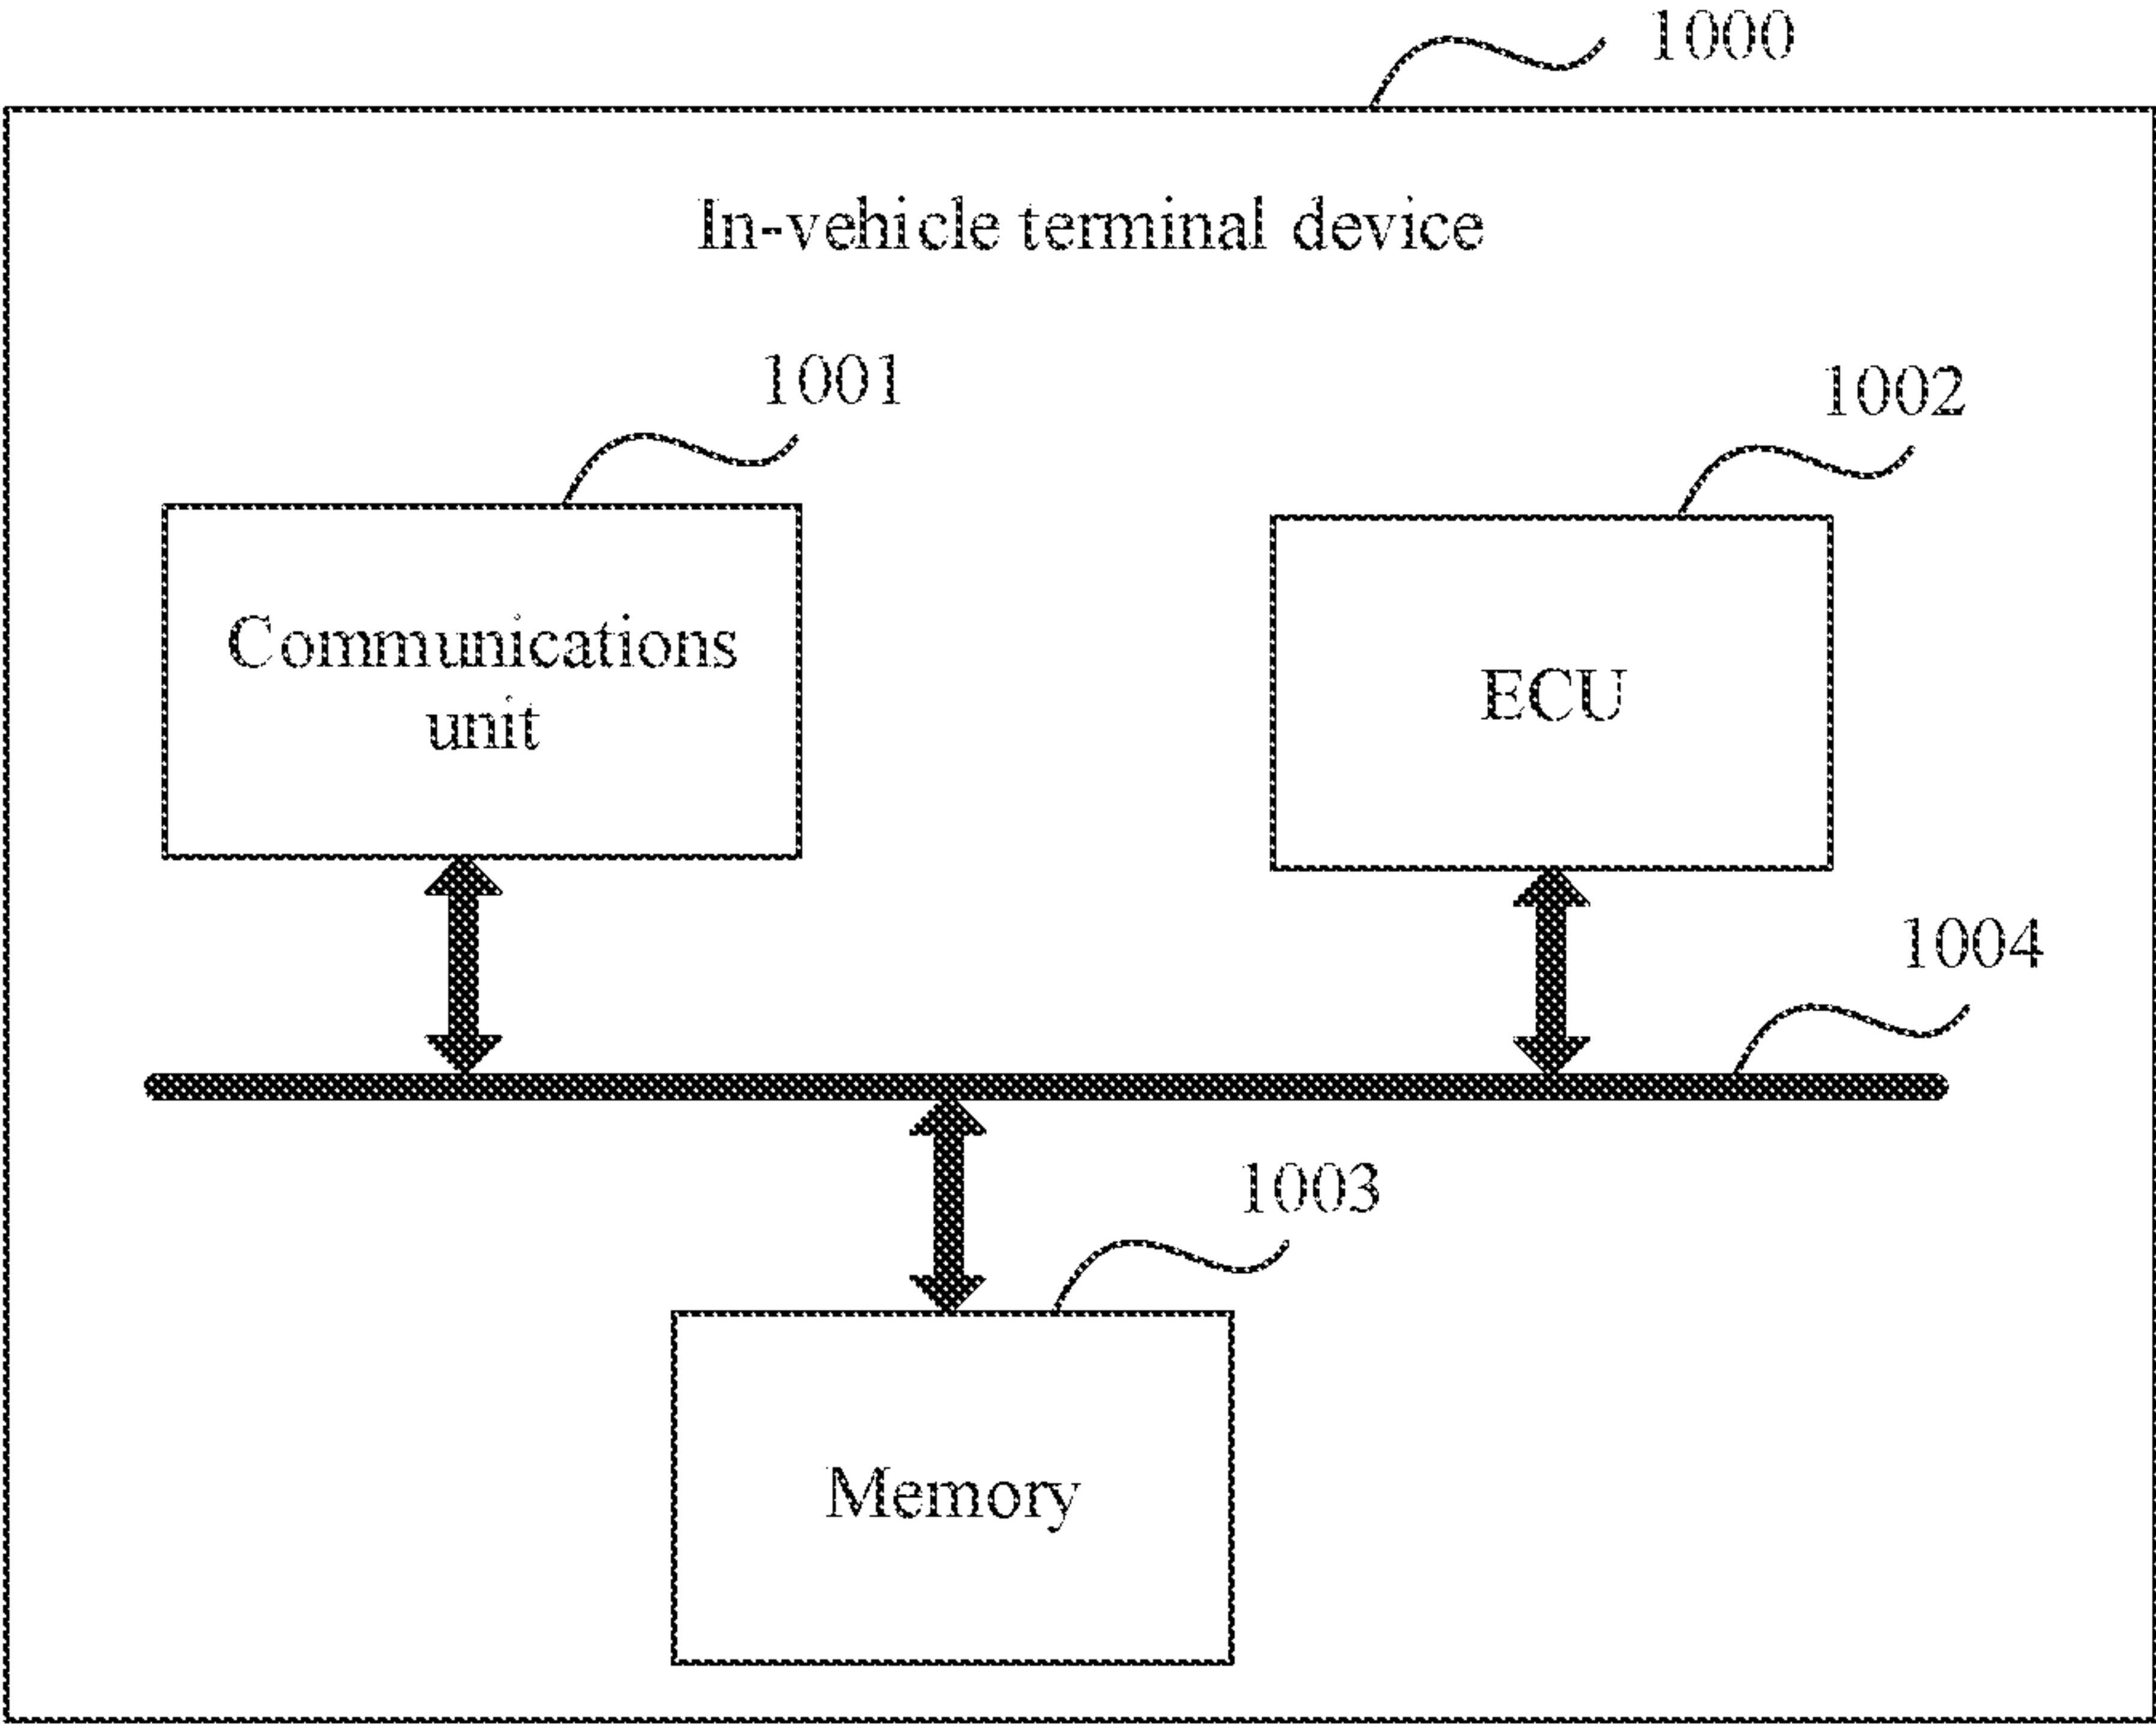 1000
In-vehicle terminal device
1001
1002
Communications
unit
ECU
1004
1003
Memory